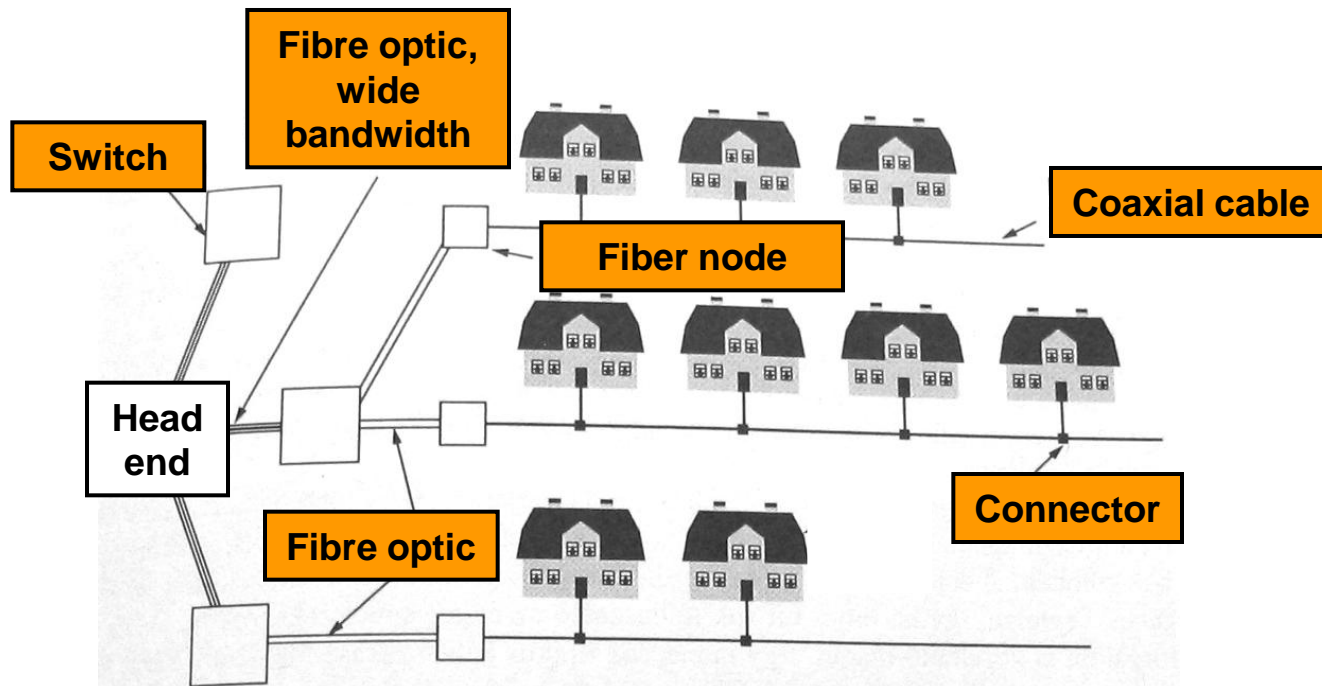 Fibre optic,
wide
bandwidth
Switch
Coaxial cable
Fiber node
Head
end
Connector
Fibre optic